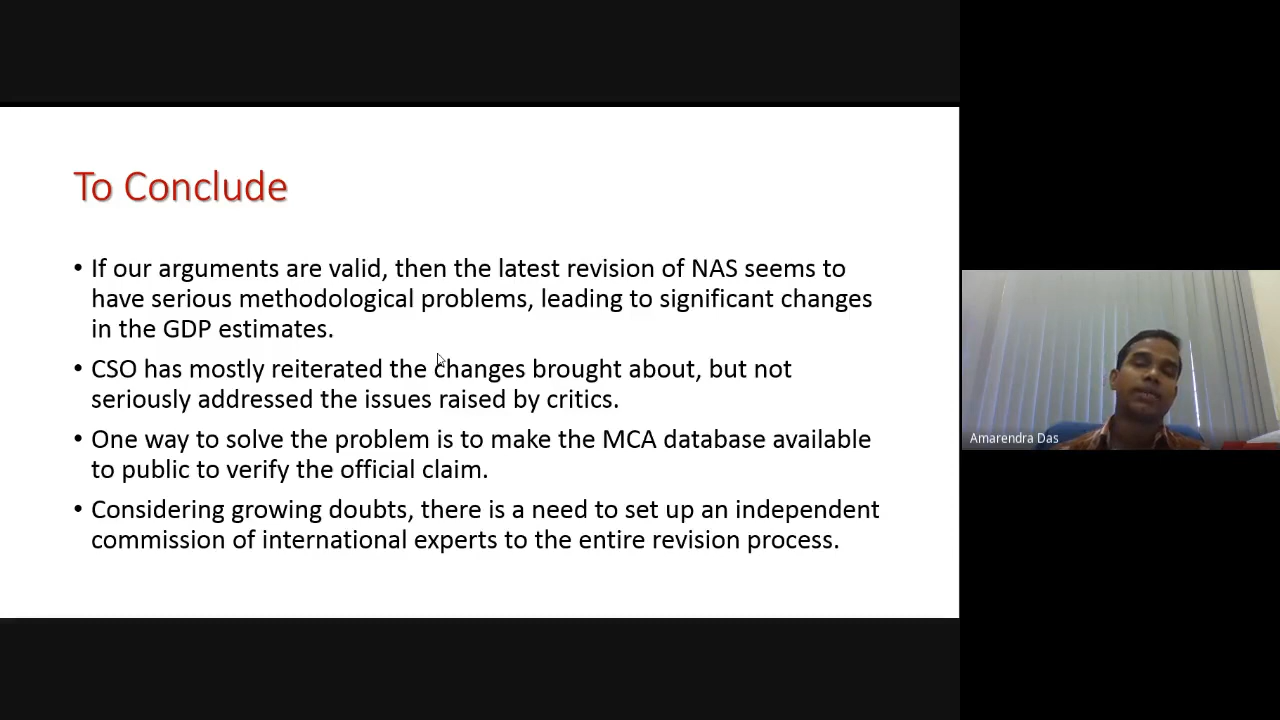 To Conclude
• If our arguments are valid, then the latest revision of NAS seems to
have serious methodological problems, leading to significant changes
in the GDP estimates.
• CSO has mostly reiterated the changes brought about, but not
seriously addressed the issues raised by critics.
• One way to solve the problem is to make the MCA database available
to public to verify the official claim.
• Considering growing doubts, there is a need to set up an independent
commission of international experts to the entire revision process.
Amarendra Das